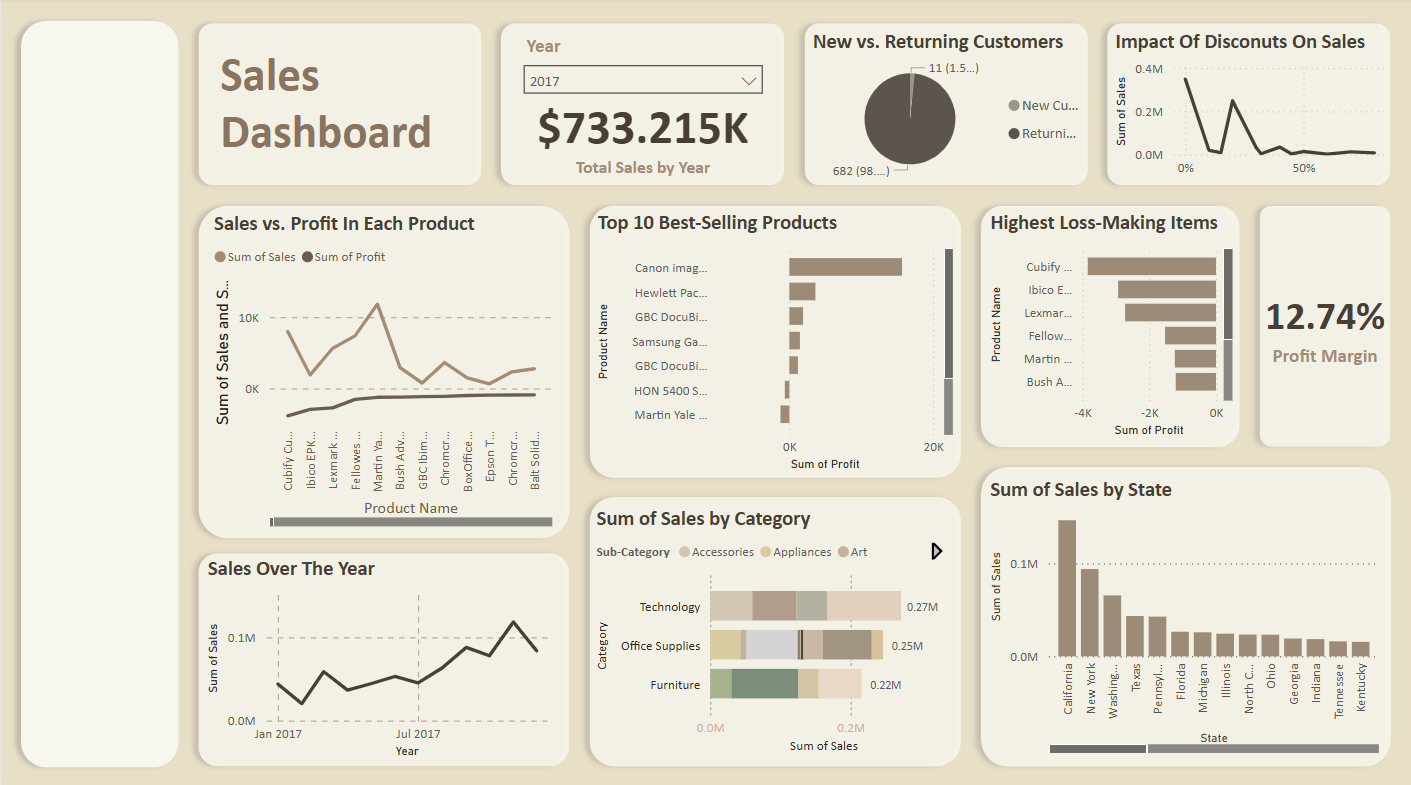 Sales
Dashboard
Year
2017
$733.215K
Total Sales by Year
New vs. Returning Customers
11 (1.5...)
New Cu...
Returni...
682 (98....)
Impact Of Disconuts On Sales
Sum of Sales
0.4M
0.2M
0.0M
0%
50%
Sales vs. Profit In Each Product
Sum of Sales
Sum of Profit
Sum of Sales and S...
10K
0K
Cubify Cu...
Ibico EPK...
Lexmark ...
Fellowes ...
Martin Ya...
Bush Adv...
GBC Ibim...
Chromcr...
BoxOffice...
Epson T...
Chromcr...
Balt Solid...
Product Name
Top 10 Best-Selling Products
Product Name
Canon imag...
Hewlett Pac...
GBC DocuBi...
Samsung Ga...
GBC DocuBi...
HON 5400 S...
Martin Yale ...
0K
20K
Sum of Profit
Highest Loss-Making Items
Product Name
Cubify ...
Ibico E...
Lexmar...
Fellow...
Martin ...
Bush A...
-4K
-2K
0K
Sum of Profit
12.74%
Profit Margin
Sales Over The Year
Sum of Sales
0.1M
0.0M
Jan 2017
Jul 2017
Year
Sum of Sales by Category
Sub-Category
Accessories
Appliances
Art
Category
Technology
0.27M
Office Supplies
0.25M
Furniture
0.22M
0.0M
0.2M
Sum of Sales
Sum of Sales by State
Sum of Sales
0.1M
0.0M
California
New York
Washing...
Texas
Pennsyl...
Florida
Michigan
Illinois
North C...
Ohio
Georgia
Indiana
Tennessee
Kentucky
State